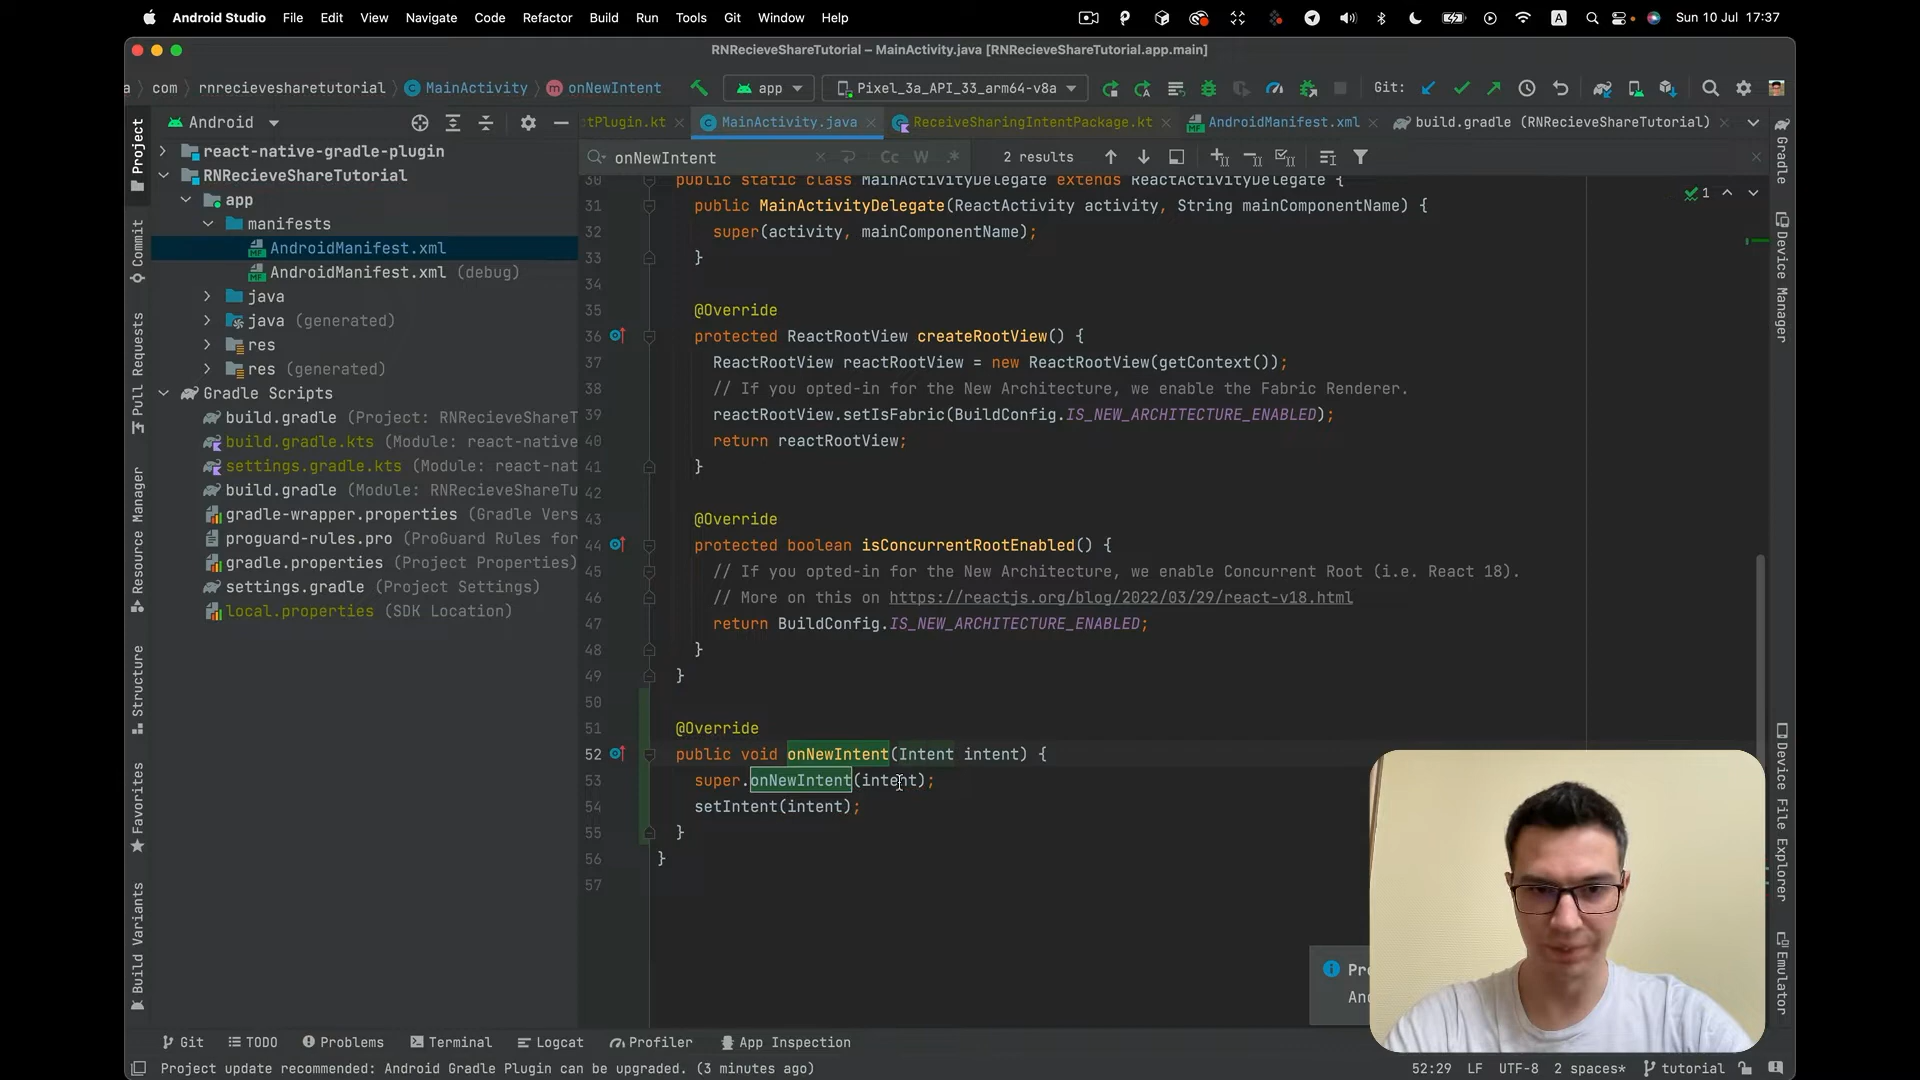 Android Studio File Edit View Navigate Code Refactor Build Run Tools Git Window Help A Sun 10 Jul 17:37
RNRecieveShareTutorial – MainActivity.java [RNRecieveShareTutorial.app.main]
a com rnrecievesharetutorial MainActivity onNewIntent app Pixel_3a_API_33_arm64-v8a Git:
Project
Commit
Pull Requests
Resource Manager
Structure
Favorites
Build Variants
Android
react-native-gradle-plugin
RNRecieveShareTutorial
app
manifests
AndroidManifest.xml
AndroidManifest.xml (debug)
java
java (generated)
res
res (generated)
Gradle Scripts
build.gradle (Project: RNRecieveShareT
build.gradle.kts (Module: react-native
settings.gradle.kts (Module: react-nat
build.gradle (Module: RNRecieveShareTu
gradle-wrapper.properties (Gradle Vers
proguard-rules.pro (ProGuard Rules for
gradle.properties (Project Properties)
settings.gradle (Project Settings)
local.properties (SDK Location)
ctPlugin.kt MainActivity.java ReceiveSharingIntentPackage.kt AndroidManifest.xml build.gradle (RNRecieveShareTutorial)
onNewIntent Cc W .* 2 results
1
30 public static class MainActivityDelegate extends ReactActivityDelegate {
31 public MainActivityDelegate(ReactActivity activity, String mainComponentName) {
32 super(activity, mainComponentName);
33 }
34
35 @Override
36 protected ReactRootView createRootView() {
37 ReactRootView reactRootView = new ReactRootView(getContext());
38 // If you opted-in for the New Architecture, we enable the Fabric Renderer.
39 reactRootView.setIsFabric(BuildConfig.IS_NEW_ARCHITECTURE_ENABLED);
40 return reactRootView;
41 }
42
43 @Override
44 protected boolean isConcurrentRootEnabled() {
45 // If you opted-in for the New Architecture, we enable Concurrent Root (i.e. React 18).
46 // More on this on https://reactjs.org/blog/2022/03/29/react-v18.html
47 return BuildConfig.IS_NEW_ARCHITECTURE_ENABLED;
48 }
49 }
50
51 @Override
52 public void onNewIntent(Intent intent) {
53 super.onNewIntent(intent);
54 setIntent(intent);
55 }
56 }
57
Pro
And
Gradle
Device Manager
Device File Explorer
Emulator
Git TODO Problems Terminal Logcat Profiler App Inspection
Project update recommended: Android Gradle Plugin can be upgraded. (3 minutes ago) 52:29 LF UTF-8 2 spaces* tutorial